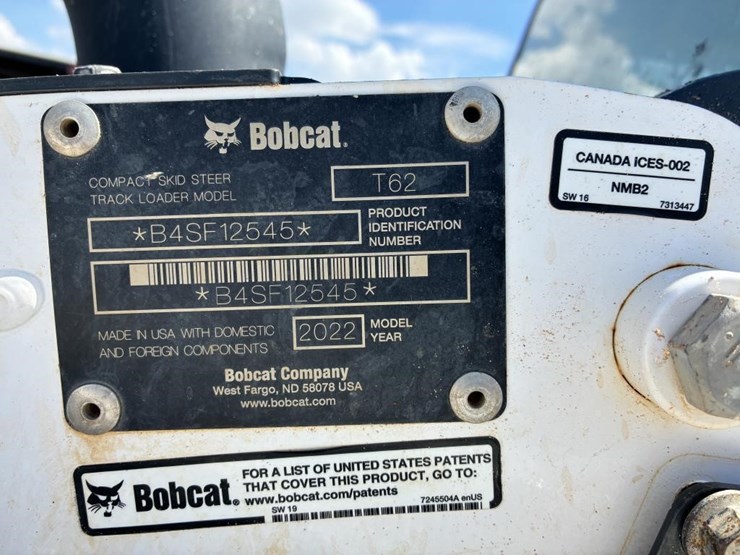 Bobcat®
COMPACT SKID STEER
TRACK LOADER MODEL
T62
*B4SF12545*
PRODUCT
IDENTIFICATION
NUMBER
*B4SF12545*
MADE IN USA WITH DOMESTIC
AND FOREIGN COMPONENTS
2022
MODEL
YEAR
Bobcat Company
West Fargo, ND 58078 USA
www.bobcat.com
CANADA ICES-002
NMB2
SW 16
7313447
Bobcat®
FOR A LIST OF UNITED STATES PATENTS
THAT COVER THIS PRODUCT, GO TO:
www.bobcat.com/patents
7245504A enUS
SW 19